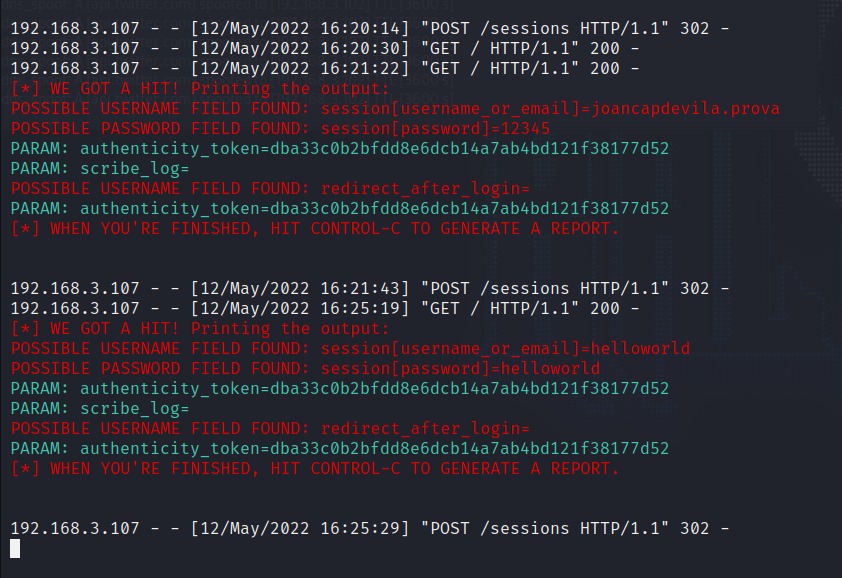 192.168.3.107 - - [12/May/2022 16:20:14] "POST /sessions HTTP/1.1" 302 -
192.168.3.107 - - [12/May/2022 16:20:30] "GET / HTTP/1.1" 200 -
192.168.3.107 - - [12/May/2022 16:21:22] "GET / HTTP/1.1" 200 -
[*] WE GOT A HIT! Printing the output:
POSSIBLE USERNAME FIELD FOUND: session[username_or_email]=joancapdevila.prova
POSSIBLE PASSWORD FIELD FOUND: session[password]=12345
PARAM: authenticity_token=dba33c0b2bfdd8e6dcb14a7ab4bd121f38177d52
PARAM: scribe_log=
POSSIBLE USERNAME FIELD FOUND: redirect_after_login=
PARAM: authenticity_token=dba33c0b2bfdd8e6dcb14a7ab4bd121f38177d52
[*] WHEN YOU'RE FINISHED, HIT CONTROL-C TO GENERATE A REPORT.
192.168.3.107 - - [12/May/2022 16:21:43] "POST /sessions HTTP/1.1" 302 -
192.168.3.107 - - [12/May/2022 16:25:19] "GET / HTTP/1.1" 200 -
[*] WE GOT A HIT! Printing the output:
POSSIBLE USERNAME FIELD FOUND: session[username_or_email]=helloworld
POSSIBLE PASSWORD FIELD FOUND: session[password]=helloworld
PARAM: authenticity_token=dba33c0b2bfdd8e6dcb14a7ab4bd121f38177d52
PARAM: scribe_log=
POSSIBLE USERNAME FIELD FOUND: redirect_after_login=
PARAM: authenticity_token=dba33c0b2bfdd8e6dcb14a7ab4bd121f38177d52
[*] WHEN YOU'RE FINISHED, HIT CONTROL-C TO GENERATE A REPORT.
192.168.3.107 - - [12/May/2022 16:25:29] "POST /sessions HTTP/1.1" 302 -